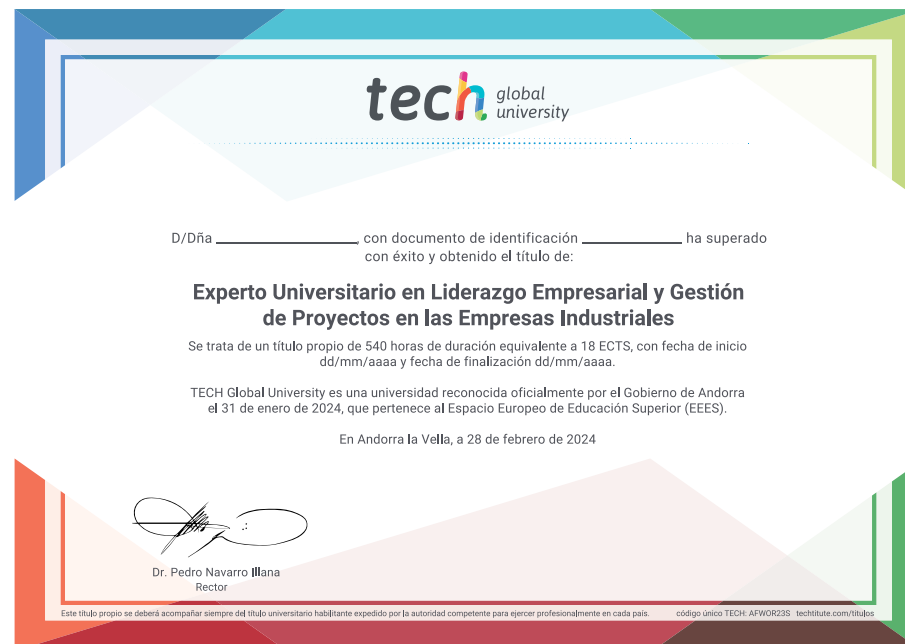 tech global university
D/Dña ____________________, con documento de identificación ______________ ha superado
con éxito y obtenido el título de:
Experto Universitario en Liderazgo Empresarial y Gestión
de Proyectos en las Empresas Industriales
Se trata de un título propio de 540 horas de duración equivalente a 18 ECTS, con fecha de inicio
dd/mm/aaaa y fecha de finalización dd/mm/aaaa.
TECH Global University es una universidad reconocida oficialmente por el Gobierno de Andorra
el 31 de enero de 2024, que pertenece al Espacio Europeo de Educación Superior (EEES).
En Andorra la Vella, a 28 de febrero de 2024
Dr. Pedro Navarro Illana
Rector
Este título propio se deberá acompañar siempre del título universitario habilitante expedido por la autoridad competente para ejercer profesionalmente en cada país. código único TECH: AFWOR23S techtitute.com/titulos